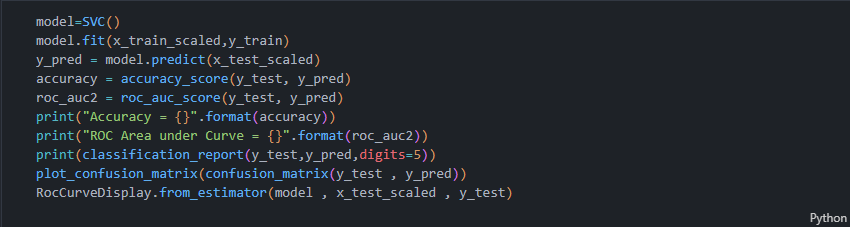 model=SVC()
model.fit(x_train_scaled,y_train)
y_pred = model.predict(x_test_scaled)
accuracy = accuracy_score(y_test, y_pred)
roc_auc2 = roc_auc_score(y_test, y_pred)
print("Accuracy = {}".format(accuracy))
print("ROC Area under Curve = {}".format(roc_auc2))
print(classification_report(y_test,y_pred,digits=5))
plot_confusion_matrix(confusion_matrix(y_test , y_pred))
RocCurveDisplay.from_estimator(model , x_test_scaled , y_test)
Python